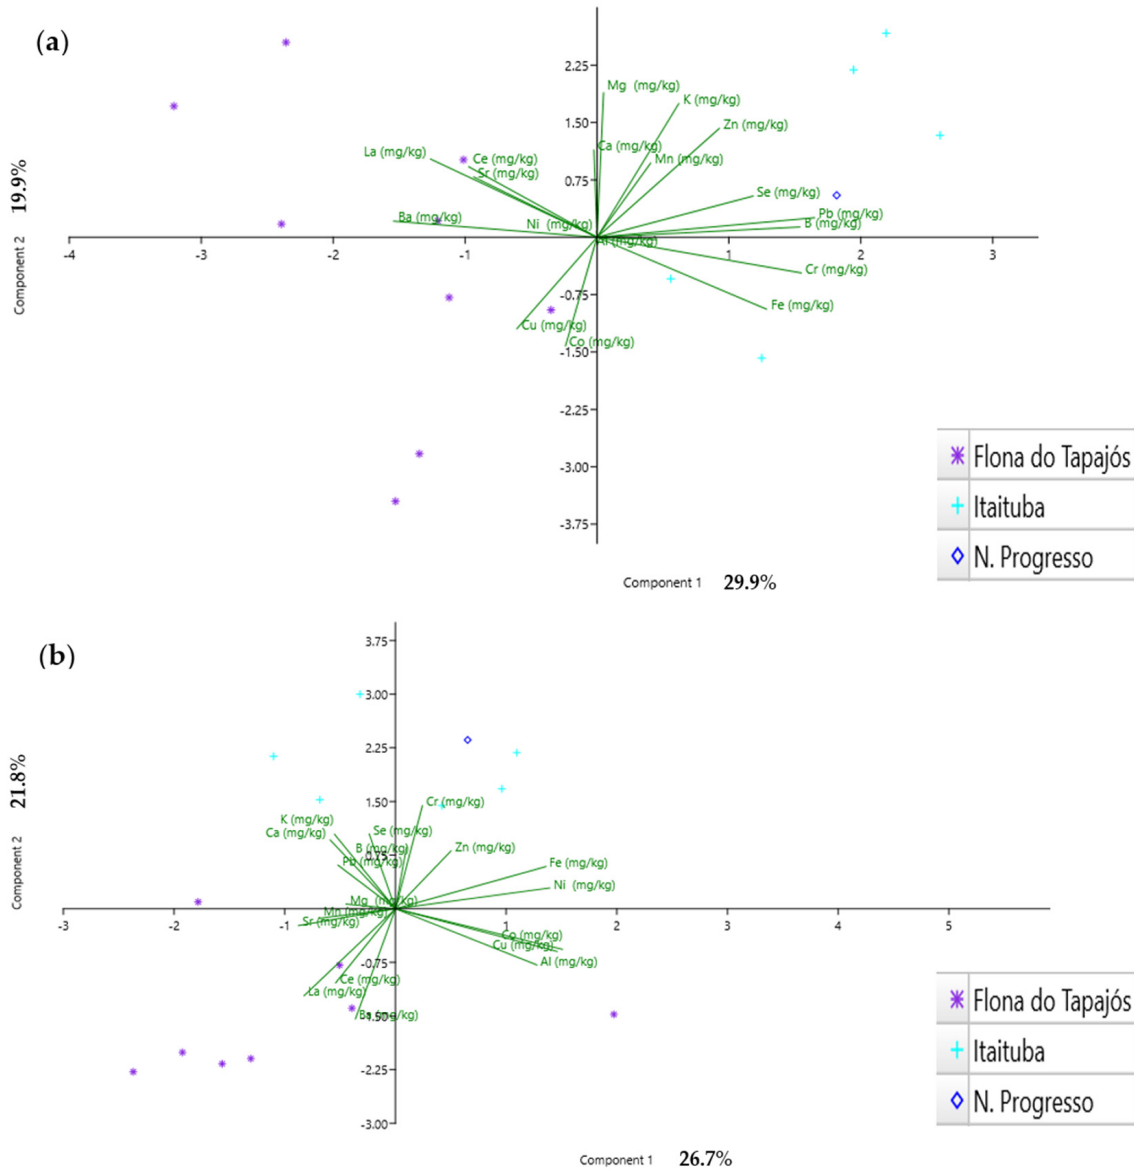 (a)
2.25
Mg (mg/kg)
K (mg/kg)
1.50
Zn (mg/kg)
La (mg/kg)
Ce (mg/kg)
Ca (mg/kg)
Mn (mg/kg)
Sr (mg/kg)
0.75
Se (mg/kg)
Ba (mg/kg)
Ni (mg/kg)
Pb (mg/kg)
B (mg/kg)
Al (mg/kg)
-4 -3 -2 -1 1 2 3
Cr (mg/kg)
-0.75
Fe (mg/kg)
Cu (mg/kg)
Co (mg/kg)
-1.50
-2.25
-3.00
-3.75
Component 2 19.9%
Flona do Tapajós
Itaituba
N. Progresso
Component 1 29.9%
(b)
3.75
3.00
2.25
1.50
Cr (mg/kg)
K (mg/kg)
Ca (mg/kg)
Se (mg/kg)
B (mg/kg)
Zn (mg/kg)
0.75
Pb (mg/kg)
Fe (mg/kg)
Ni (mg/kg)
Mg (mg/kg)
Mn (mg/kg)
Sr (mg/kg)
-3 -2 -1 1 2 3 4 5
Co (mg/kg)
Cu (mg/kg)
Al (mg/kg)
-0.75
Ce (mg/kg)
La (mg/kg)
Ba (mg/kg)
-1.50
-2.25
-3.00
Component 2 21.8%
Flona do Tapajós
Itaituba
N. Progresso
Component 1 26.7%